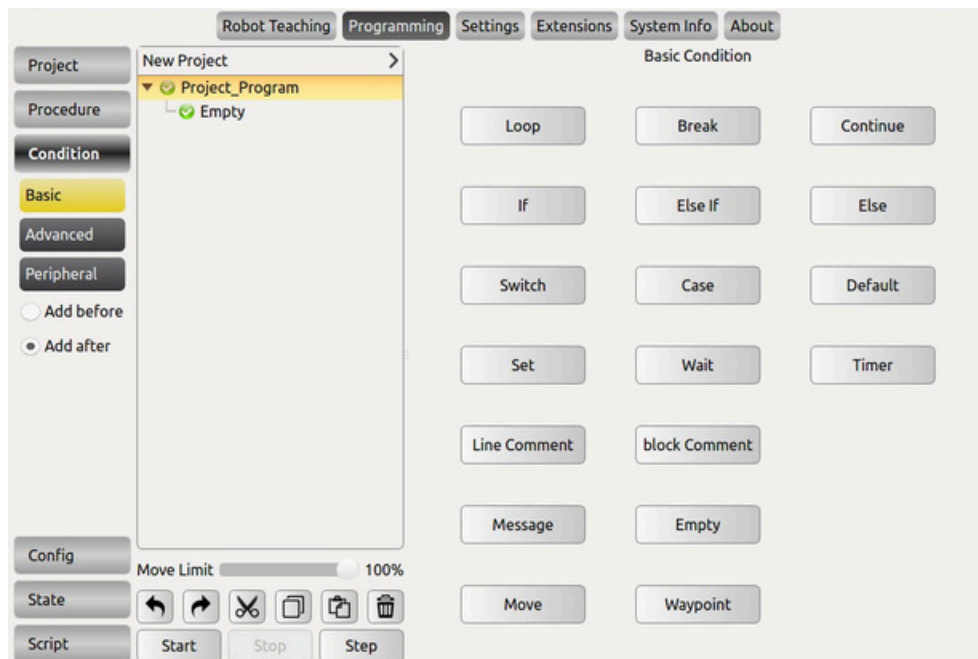 Robot Teaching Programming Settings Extensions System Info About
Project
Procedure
Condition
Basic
Advanced
Peripheral
Add before
Add after
Config
State
Script
New Project
Project_Program
Empty
Move Limit 100%
Start Stop Step
Basic Condition
Loop Break Continue
If Else If Else
Switch Case Default
Set Wait Timer
Line Comment block Comment
Message Empty
Move Waypoint